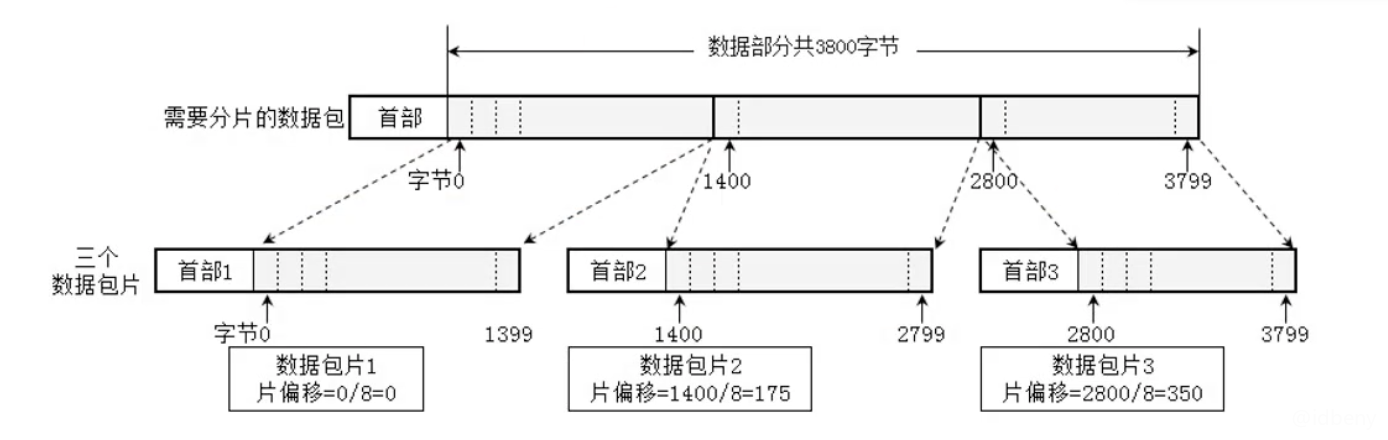 数据部分共3800字节
需要分片的数据包
首部
字节0
1400
2800
3799
三个
数据包片
首部1
首部2
首部3
字节0
1399
1400
2799
2800
3799
数据包片1
片偏移=0/8=0
数据包片2
片偏移=1400/8=175
数据包片3
片偏移=2800/8=350